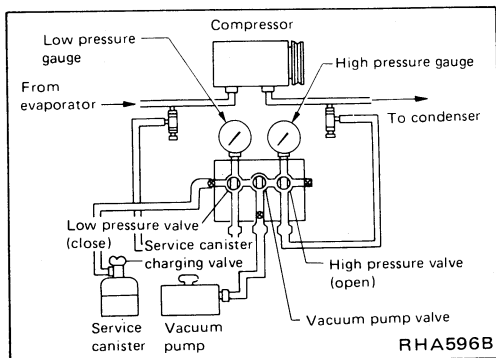 Compressor
Low pressure
gauge
High pressure gauge
From
evaporator
To condenser
Low pressure valve
(close)
Service canister
charging valve
High pressure valve
(open)
Vacuum pump valve
Service
canister
Vacuum
pump
RHA596B